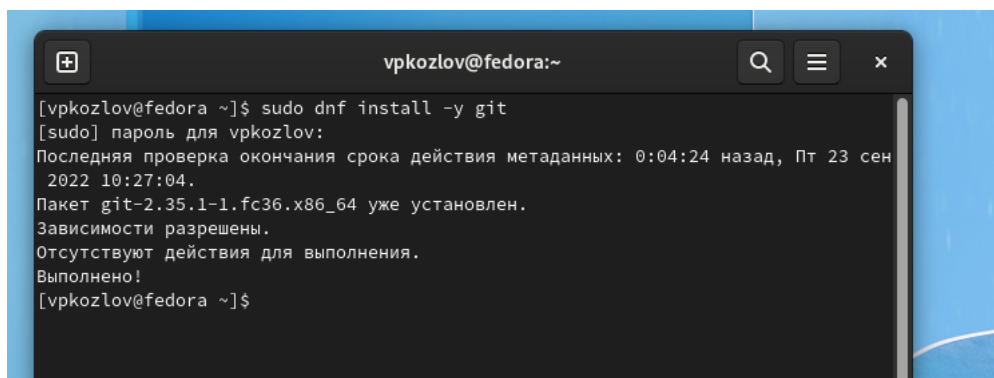 vpkozlov@fedora:~
[vpkozlov@fedora ~]$ sudo dnf install -y git
[sudo] пароль для vpkozlov:
Последняя проверка окончания срока действия метаданных: 0:04:24 назад, Пт 23 сен
 2022 10:27:04.
Пакет git-2.35.1-1.fc36.x86_64 уже установлен.
Зависимости разрешены.
Отсутствуют действия для выполнения.
Выполнено!
[vpkozlov@fedora ~]$